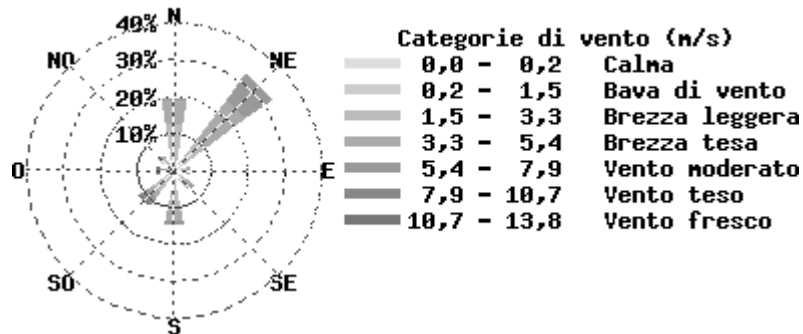 N
40%
Categorie di vento (m/s)
NO
30%
NE
0,0 - 0,2 Calma
20%
0,2 - 1,5 Bava di vento
1,5 - 3,3 Brezza leggera
10%
3,3 - 5,4 Brezza tesa
O
E
5,4 - 7,9 Vento moderato
7,9 - 10,7 Vento teso
10,7 - 13,8 Vento fresco
SO
SE
S